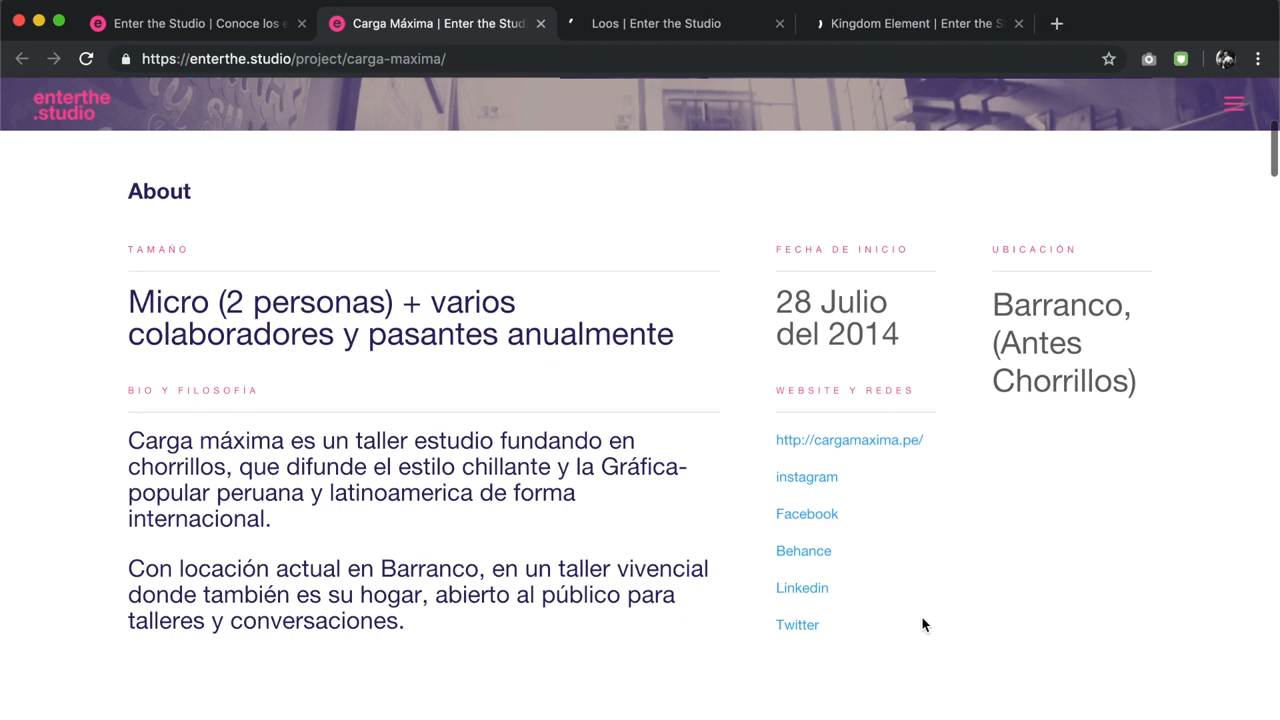 Enter the Studio | Conoce los e
Carga Máxima | Enter the Studi
Loos | Enter the Studio
Kingdom Element | Enter the S
https://enterthe.studio/project/carga-maxima/
enterthe
.studio
About
TAMAÑO
Micro (2 personas) + varios
colaboradores y pasantes anualmente
FECHA DE INICIO
28 Julio
del 2014
UBICACIÓN
Barranco,
(Antes
Chorrillos)
BIO Y FILOSOFÍA
Carga máxima es un taller estudio fundando en
chorrillos, que difunde el estilo chillante y la Gráfica-
popular peruana y latinoamerica de forma
internacional.
Con locación actual en Barranco, en un taller vivencial
donde también es su hogar, abierto al público para
talleres y conversaciones.
WEBSITE Y REDES
http://cargamaxima.pe/
instagram
Facebook
Behance
Linkedin
Twitter